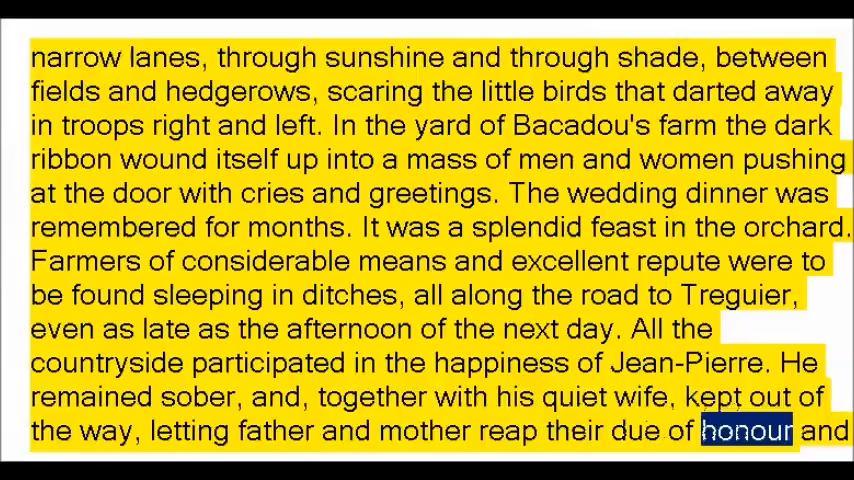 narrow lanes, through sunshine and through shade, between
fields and hedgerows, scaring the little birds that darted away
in troops right and left. In the yard of Bacadou's farm the dark
ribbon wound itself up into a mass of men and women pushing
at the door with cries and greetings. The wedding dinner was
remembered for months. It was a splendid feast in the orchard.
Farmers of considerable means and excellent repute were to
be found sleeping in ditches, all along the road to Treguier,
even as late as the afternoon of the next day. All the
countryside participated in the happiness of Jean-Pierre. He
remained sober, and, together with his quiet wife, kept out of
the way, letting father and mother reap their due of honour and